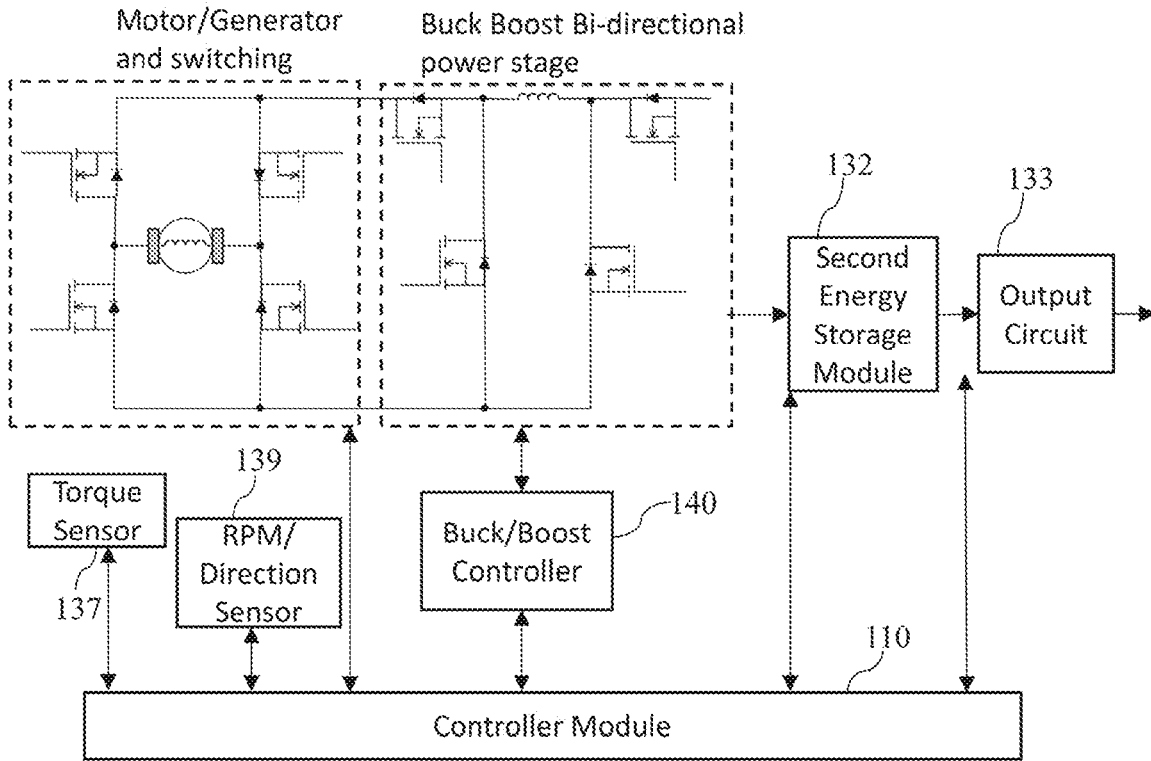 Motor/Generator
and switching
Buck Boost Bi-directional
power stage
132
133
Second
Energy
Storage
Module
Output
Circuit
139
140
Torque
Sensor
137
RPM/
Direction
Sensor
Buck/Boost
Controller
110
Controller Module